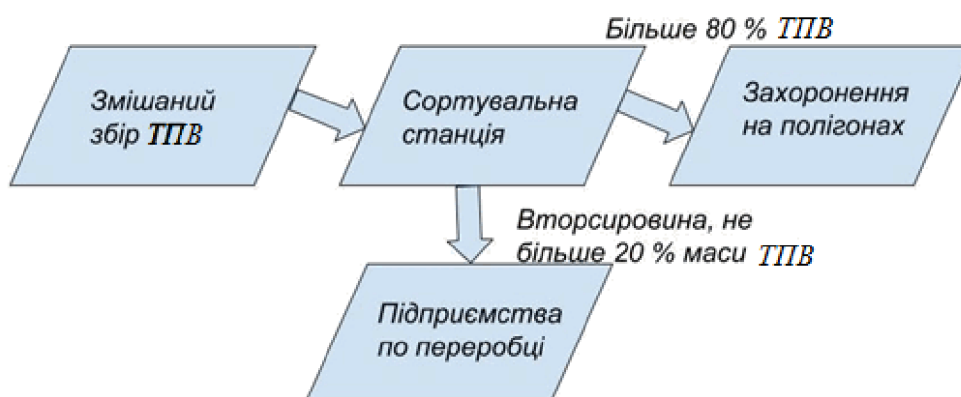 Більше 80 % ТПВ
Змішаний
збір ТПВ
Сортувальна
станція
Захоронення
на полігонах
Вторсировина, не
більше 20 % маси ТПВ
Підприємства
по переробці